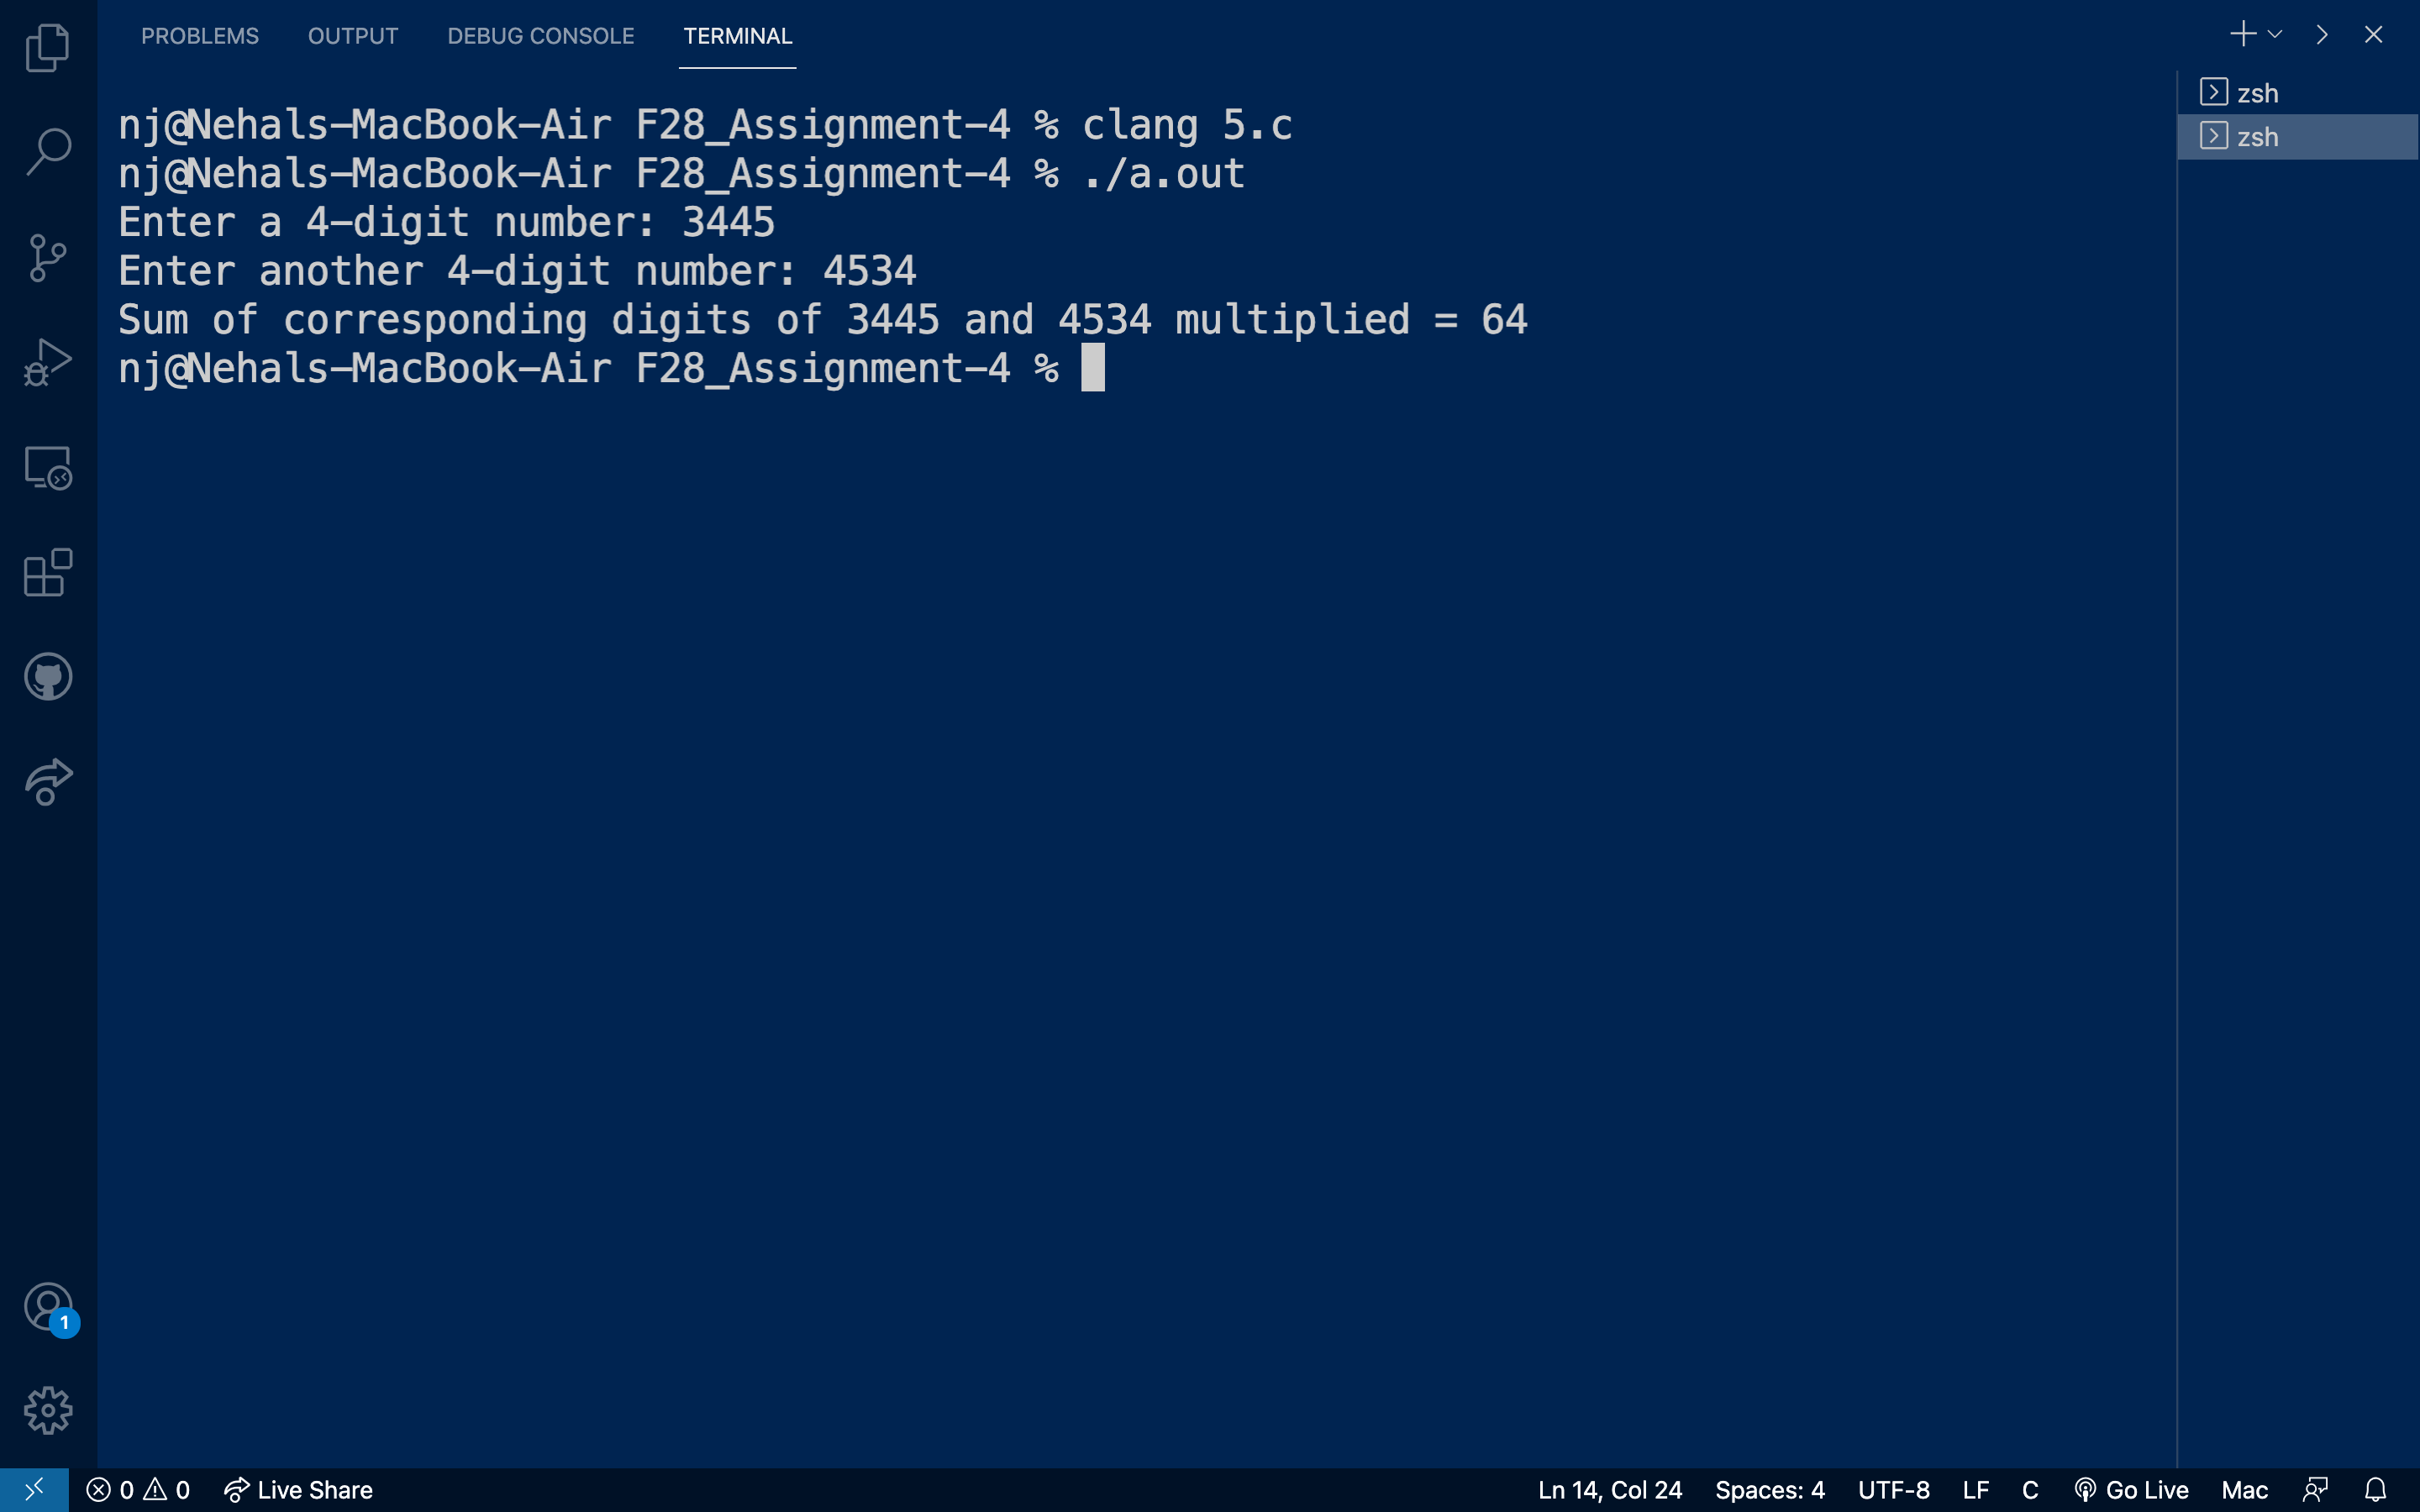 PROBLEMS OUTPUT DEBUG CONSOLE TERMINAL
zsh
zsh
nj@Nehals-MacBook-Air F28_Assignment-4 % clang 5.c
nj@Nehals-MacBook-Air F28_Assignment-4 % ./a.out
Enter a 4-digit number: 3445
Enter another 4-digit number: 4534
Sum of corresponding digits of 3445 and 4534 multiplied = 64
nj@Nehals-MacBook-Air F28_Assignment-4 %
1
0 0 Live Share Ln 14, Col 24 Spaces: 4 UTF-8 LF C Go Live Mac